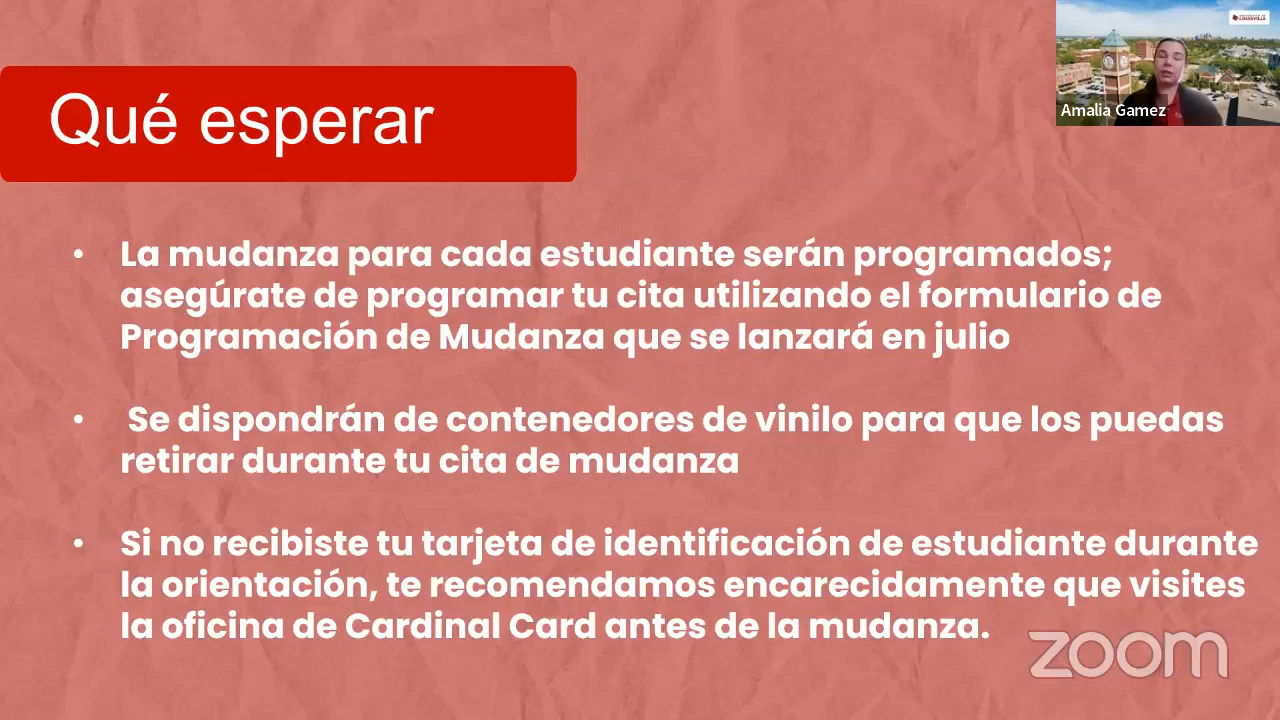 Qué esperar
Amalia Gamez
• La mudanza para cada estudiante serán programados;
asegúrate de programar tu cita utilizando el formulario de
Programación de Mudanza que se lanzará en julio
• Se dispondrán de contenedores de vinilo para que los puedas
retirar durante tu cita de mudanza
• Si no recibiste tu tarjeta de identificación de estudiante durante
la orientación, te recomendamos encarecidamente que visites
la oficina de Cardinal Card antes de la mudanza.
zoom